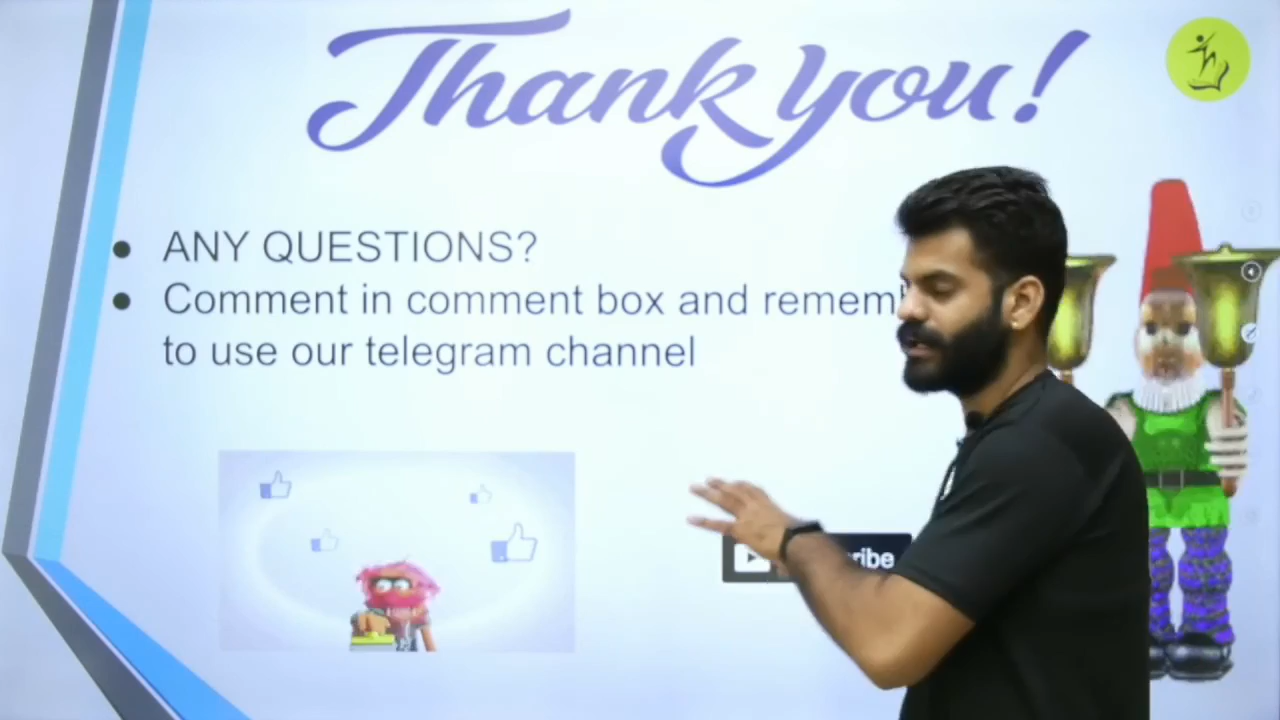 Thank you!
ANY QUESTIONS?
Comment in comment box and remem
to use our telegram channel
ribe